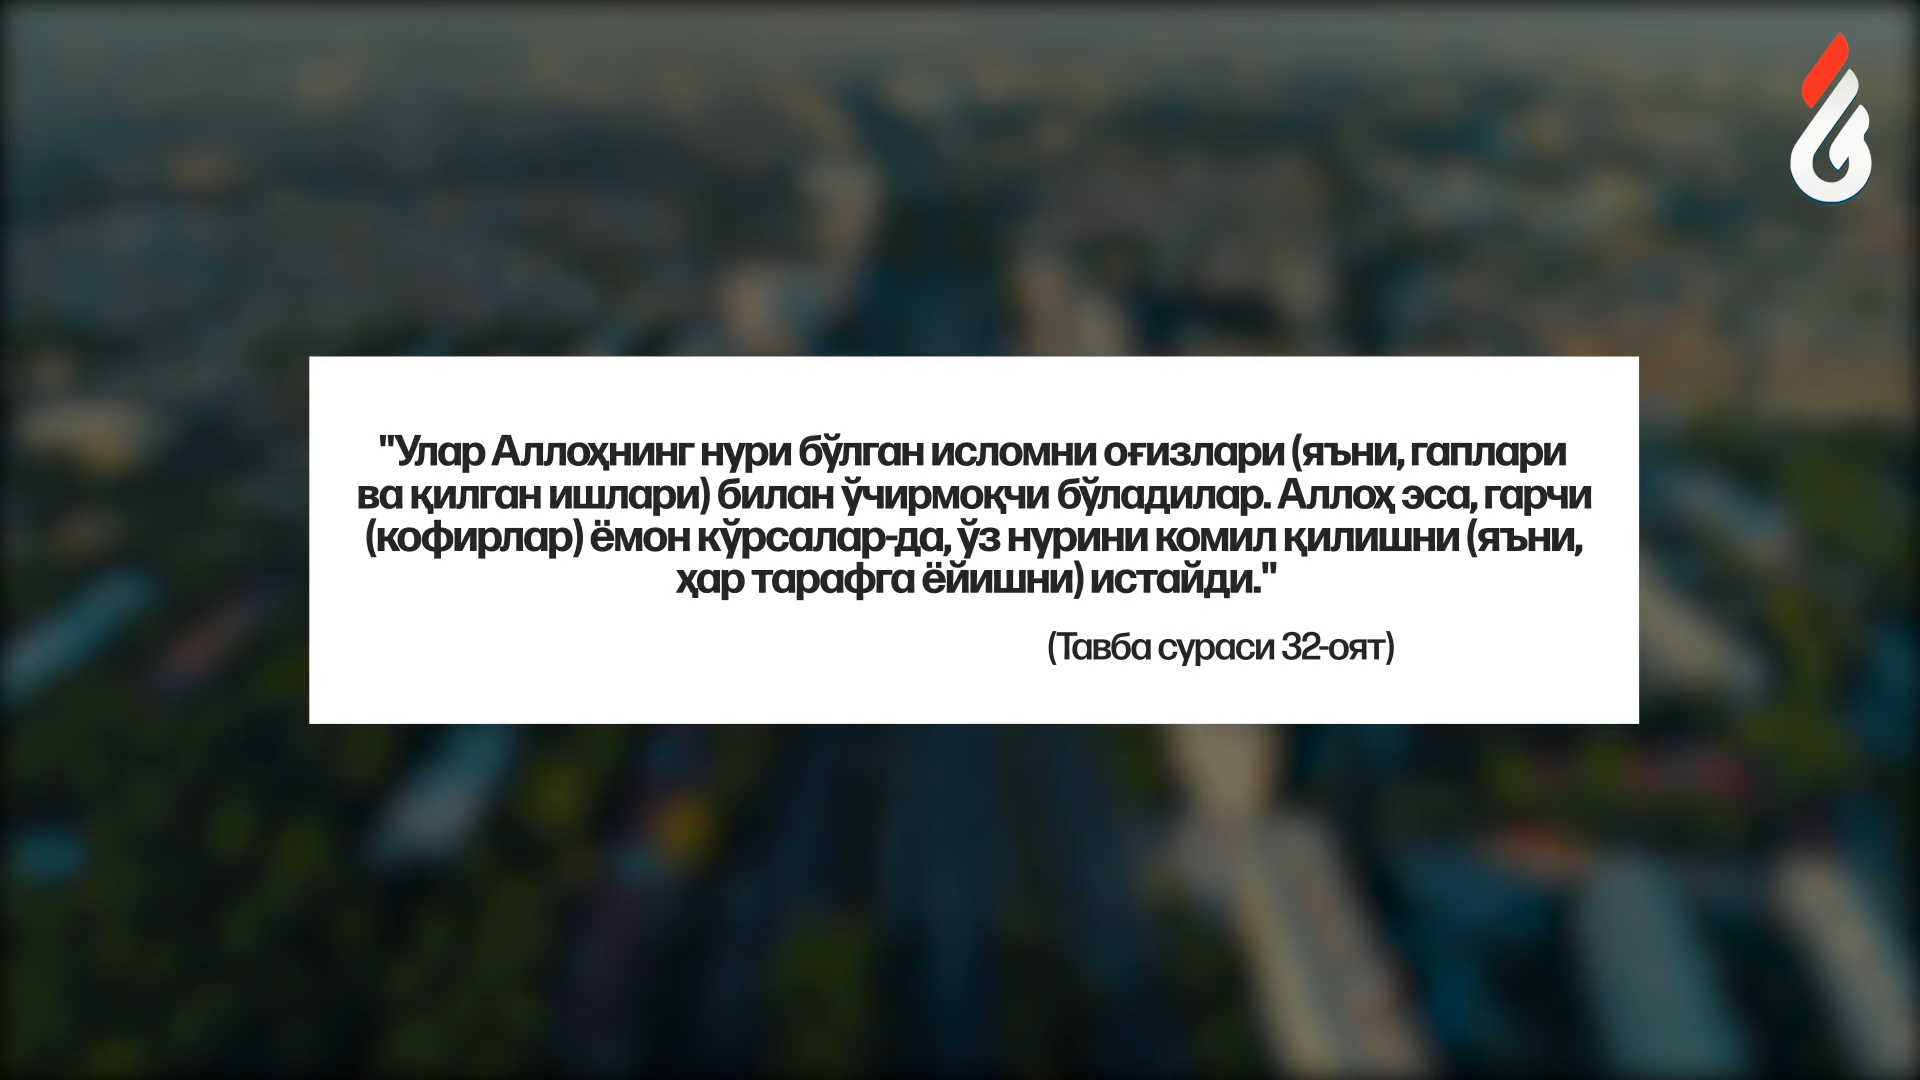 "Улар Аллоҳнинг нури бўлган исломни оғизлари (яъни, гаплари
ва қилган ишлари) билан ўчирмоқчи бўладилар. Аллоҳ эса, гарчи
(кофирлар) ёмон кўрсалар-да, ўз нурини комил қилишни (яъни,
ҳар тарафга ёйишни) истайди."
(Тавба сураси 32-оят)